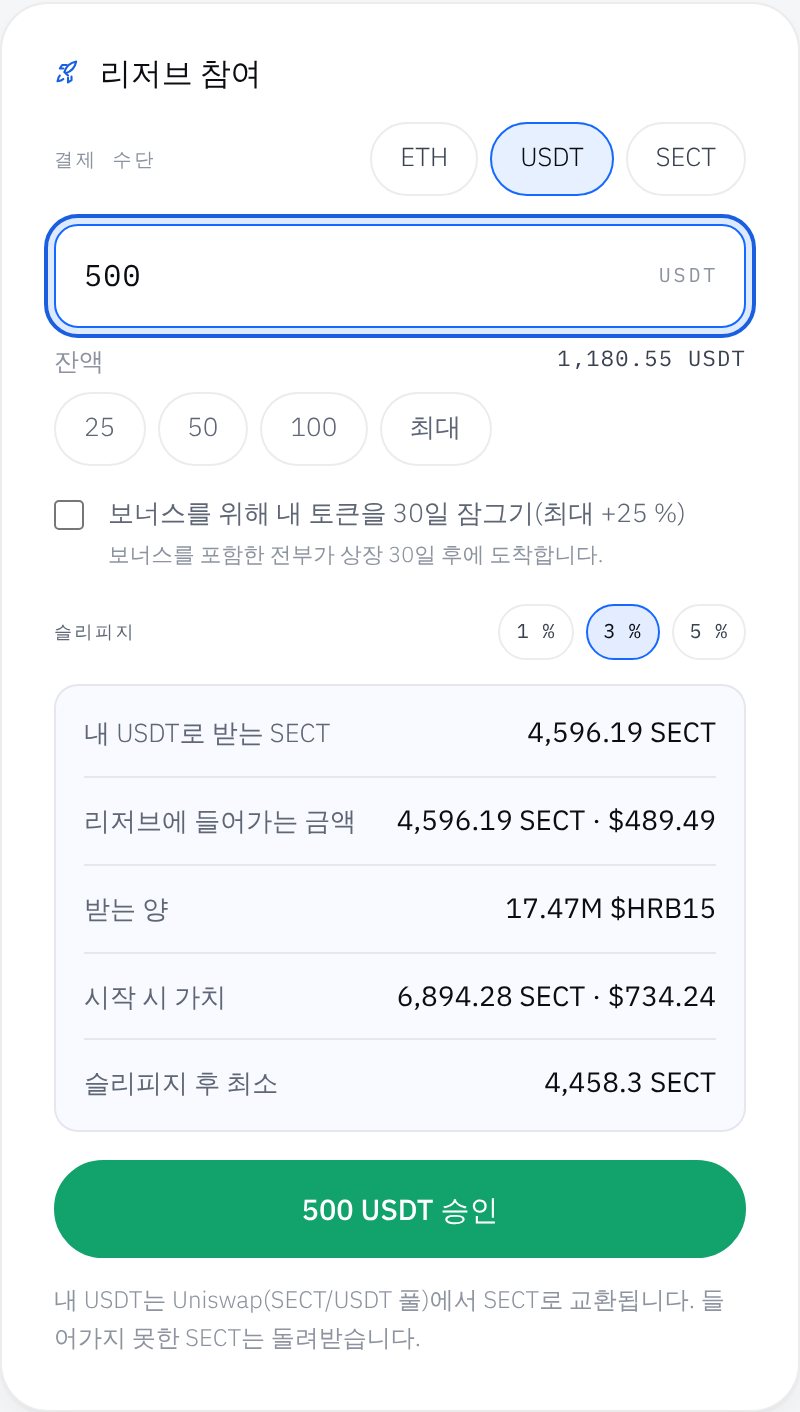 리저브 참여
결제 수단
ETH
USDT
SECT
500
USDT
잔액
1,180.55 USDT
25
50
100
최대
보너스를 위해 내 토큰을 30일 잠그기(최대 +25 %)
보너스를 포함한 전부가 상장 30일 후에 도착합니다.
슬리피지
1 %
3 %
5 %
내 USDT로 받는 SECT
4,596.19 SECT
리저브에 들어가는 금액
4,596.19 SECT · $489.49
받는 양
17.47M $HRB15
시작 시 가치
6,894.28 SECT · $734.24
슬리피지 후 최소
4,458.3 SECT
500 USDT 승인
내 USDT는 Uniswap(SECT/USDT 풀)에서 SECT로 교환됩니다. 들
어가지 못한 SECT는 돌려받습니다.